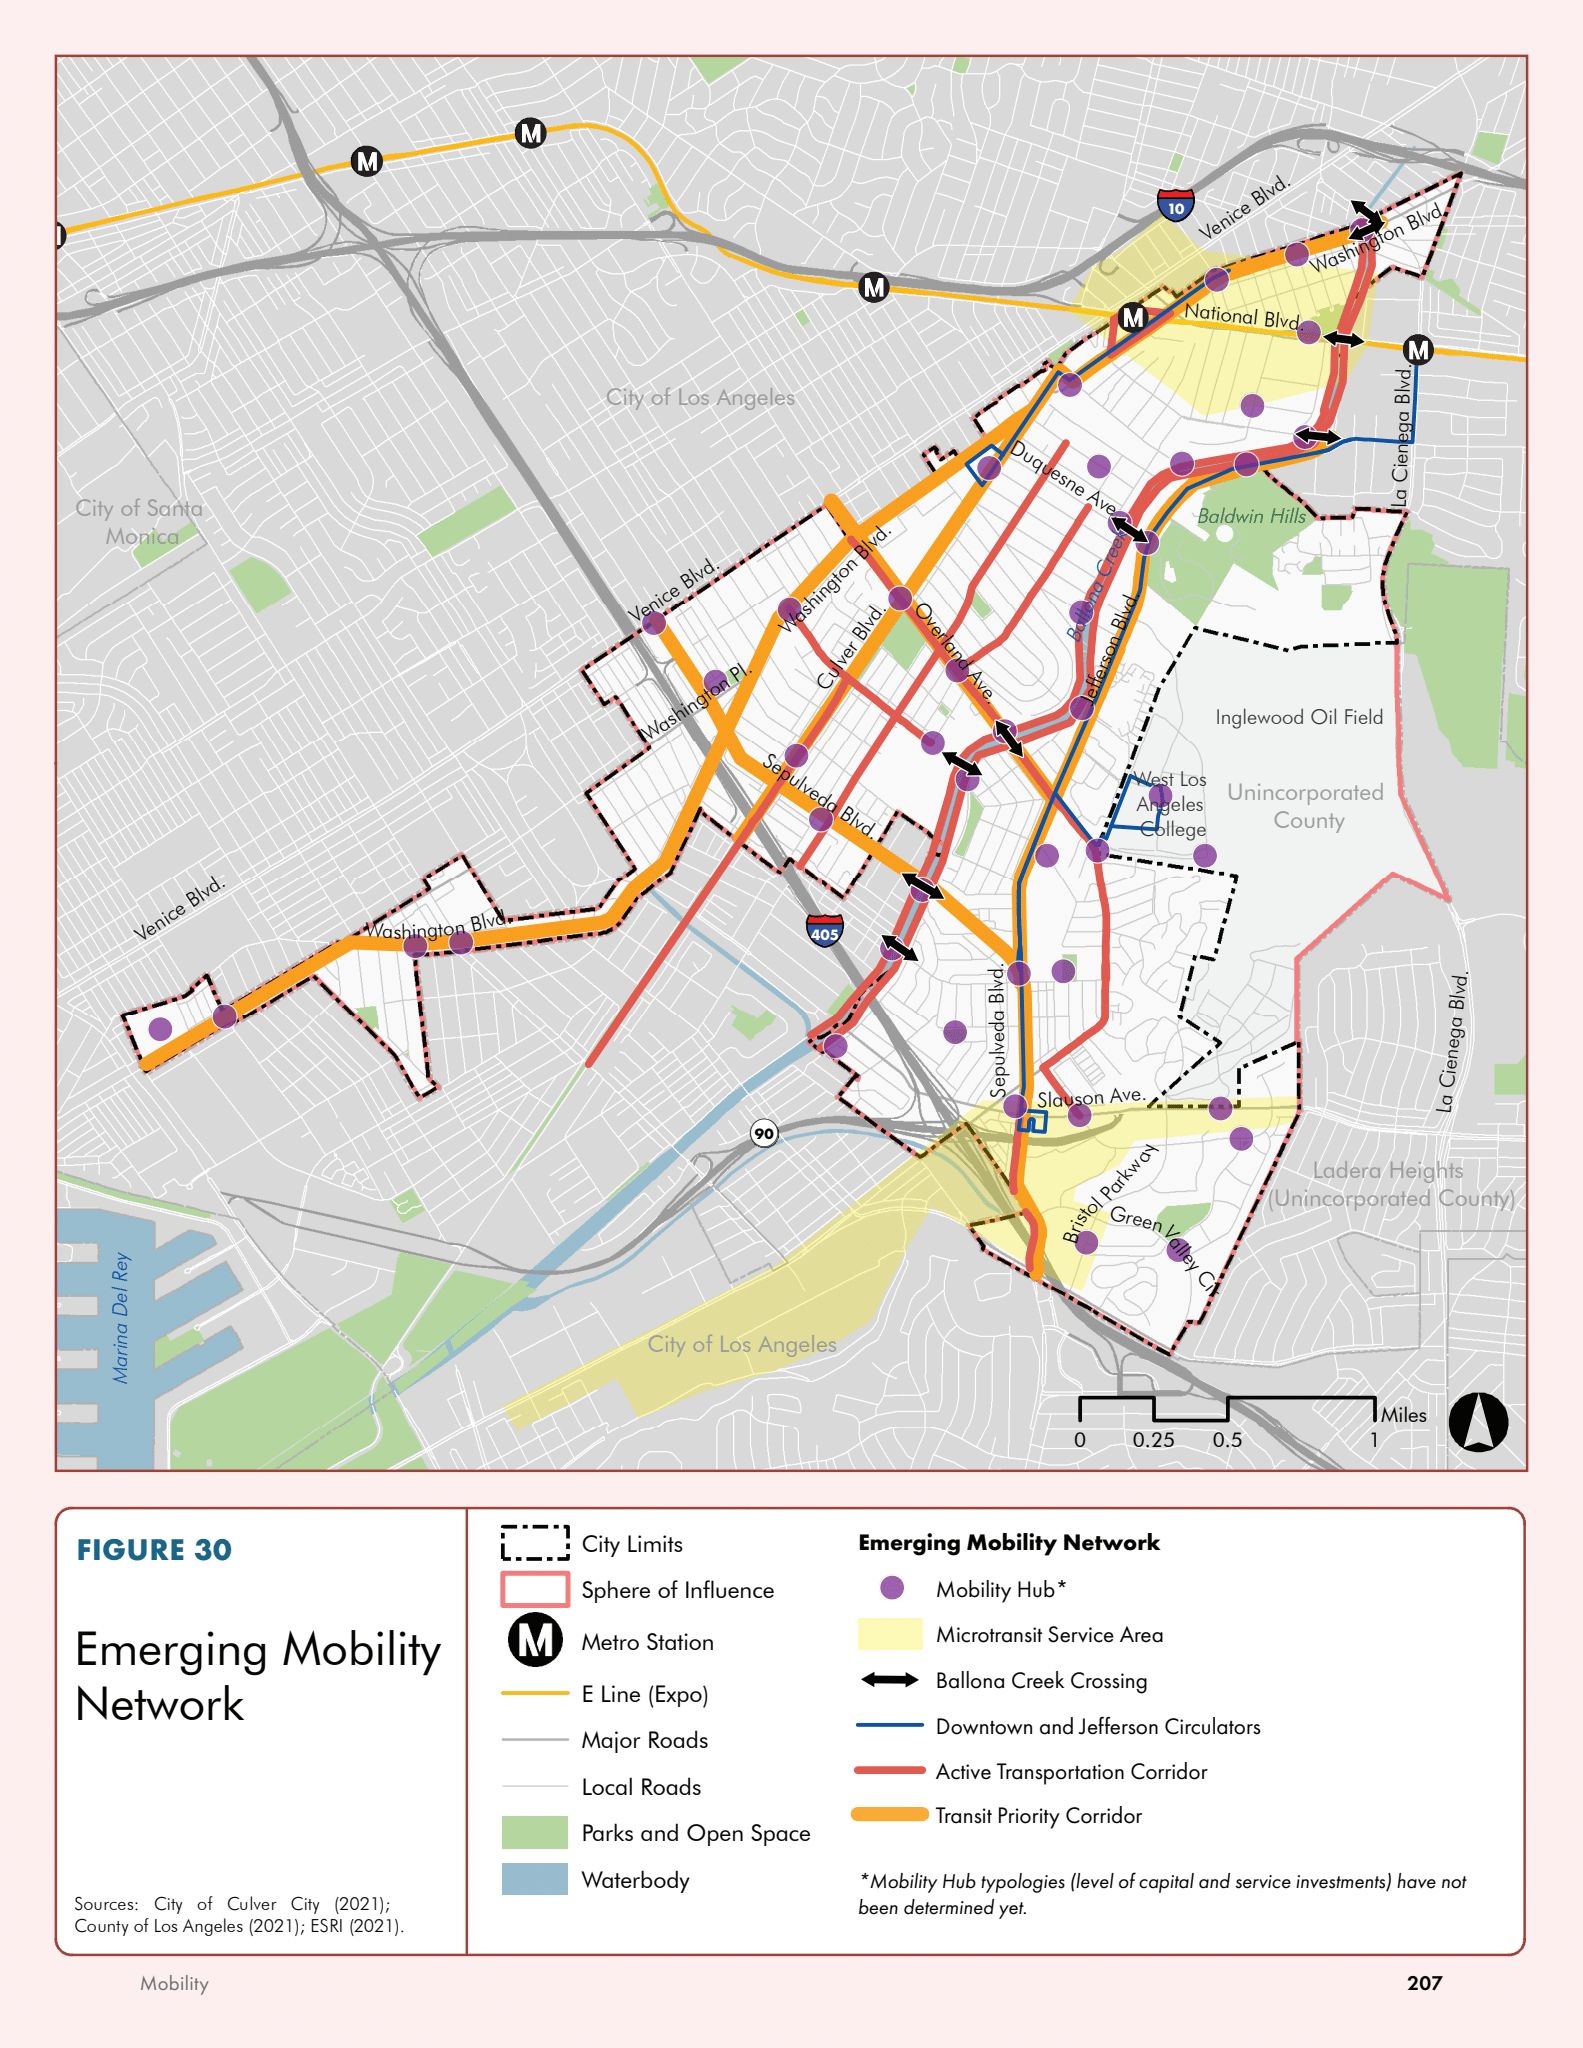 M
M
10
Venice Blvd.
Washington Blvd.
M
M
National Blvd.
M
City of Los Angeles
La Cienega Blvd.
Duquesne Ave.
City of Santa
Monica
Baldwin Hills
Ballona Creek
Washington Blvd.
Venice Blvd.
Culver Blvd.
Overland Ave.
Jefferson Blvd.
Washington Pl.
Inglewood Oil Field
Sepulveda Blvd.
West Los
Angeles
College
Unincorporated
County
Venice Blvd.
Washington Blvd.
405
Sepulveda Blvd.
La Cienega Blvd.
Slauson Ave.
90
Bristol Parkway
Ladera Heights
(Unincorporated County)
Green Valley Cir.
Marina Del Rey
City of Los Angeles
Miles
0 0.25 0.5 1
FIGURE 30
Emerging Mobility
Network
Sources: City of Culver City (2021);
County of Los Angeles (2021); ESRI (2021).
City Limits
Sphere of Influence
M
Metro Station
E Line (Expo)
Major Roads
Local Roads
Parks and Open Space
Waterbody
Emerging Mobility Network
Mobility Hub*
Microtransit Service Area
Ballona Creek Crossing
Downtown and Jefferson Circulators
Active Transportation Corridor
Transit Priority Corridor
*Mobility Hub typologies (level of capital and service investments) have not
been determined yet.
Mobility
207